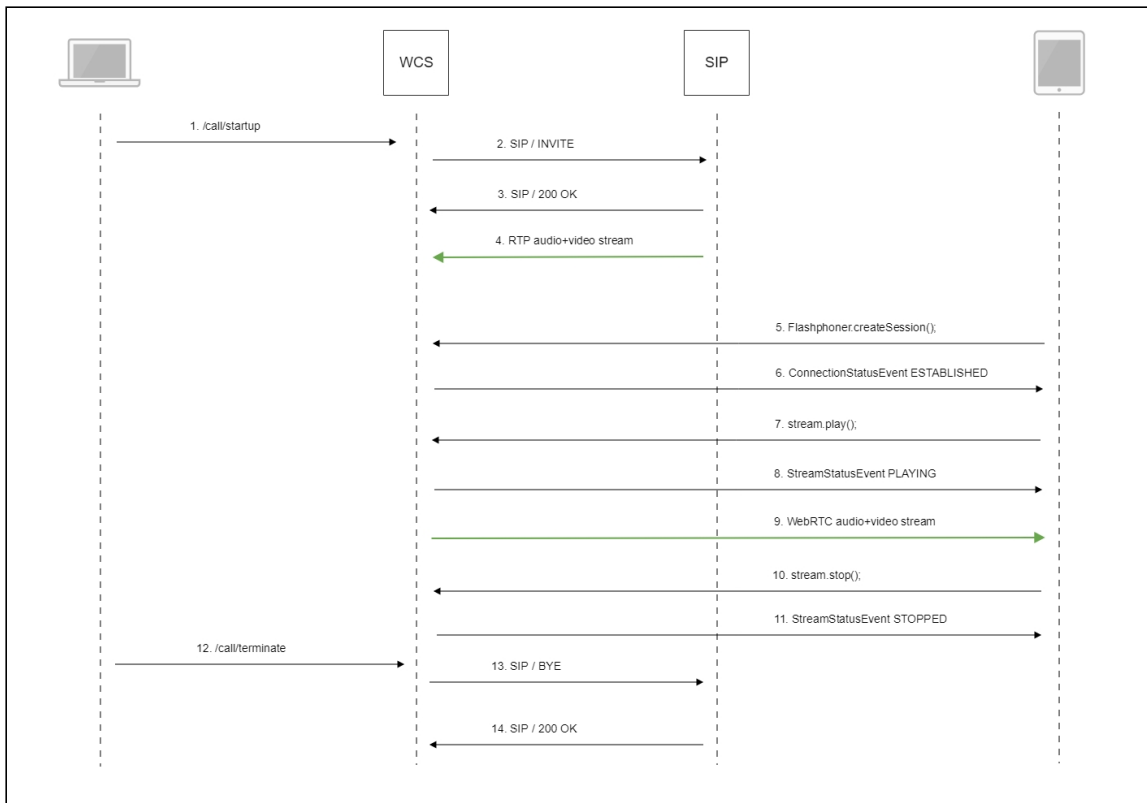 WCS
SIP
1. /call/startup
2. SIP / INVITE
3. SIP / 200 OK
4. RTP audio+video stream
5. Flashphoner.createSession();
6. ConnectionStatusEvent ESTABLISHED
7. stream.play();
8. StreamStatusEvent PLAYING
9. WebRTC audio+video stream
10. stream.stop();
11. StreamStatusEvent STOPPED
12. /call/terminate
13. SIP / BYE
14. SIP / 200 OK